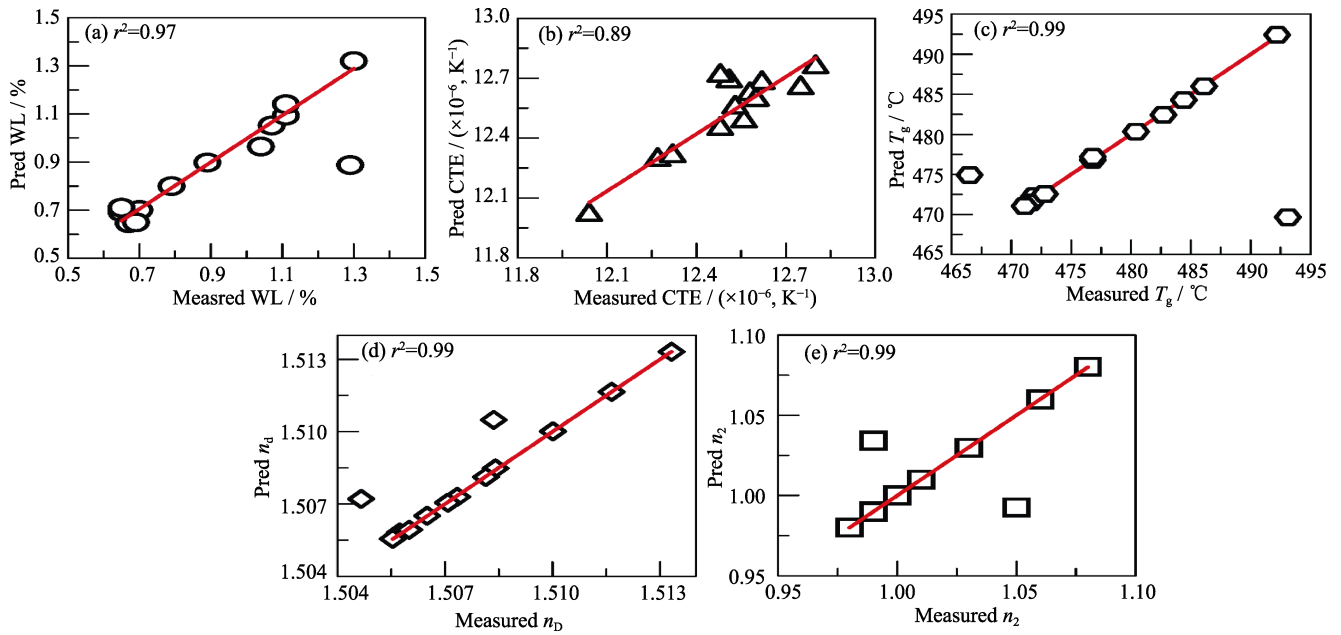 (a) r²=0.97
1.5
1.3
1.1
0.9
0.7
0.5
Pred WL / %
0.5 0.7 0.9 1.1 1.3 1.5
Measred WL / %
(b) r²=0.89
13.0
12.7
12.4
12.1
11.8
Pred CTE / (×10⁻⁶, K⁻¹)
11.8 12.1 12.4 12.7 13.0
Measured CTE / (×10⁻⁶, K⁻¹)
(c) r²=0.99
495
490
485
480
475
470
465
Pred Tg / ℃
465 470 475 480 485 490 495
Measured Tg / ℃
(d) r²=0.99
1.513
1.510
1.507
1.504
Pred nd
1.504 1.507 1.510 1.513
Measured nD
(e) r²=0.99
1.10
1.05
1.00
0.95
Pred n₂
0.95 1.00 1.05 1.10
Measured n₂